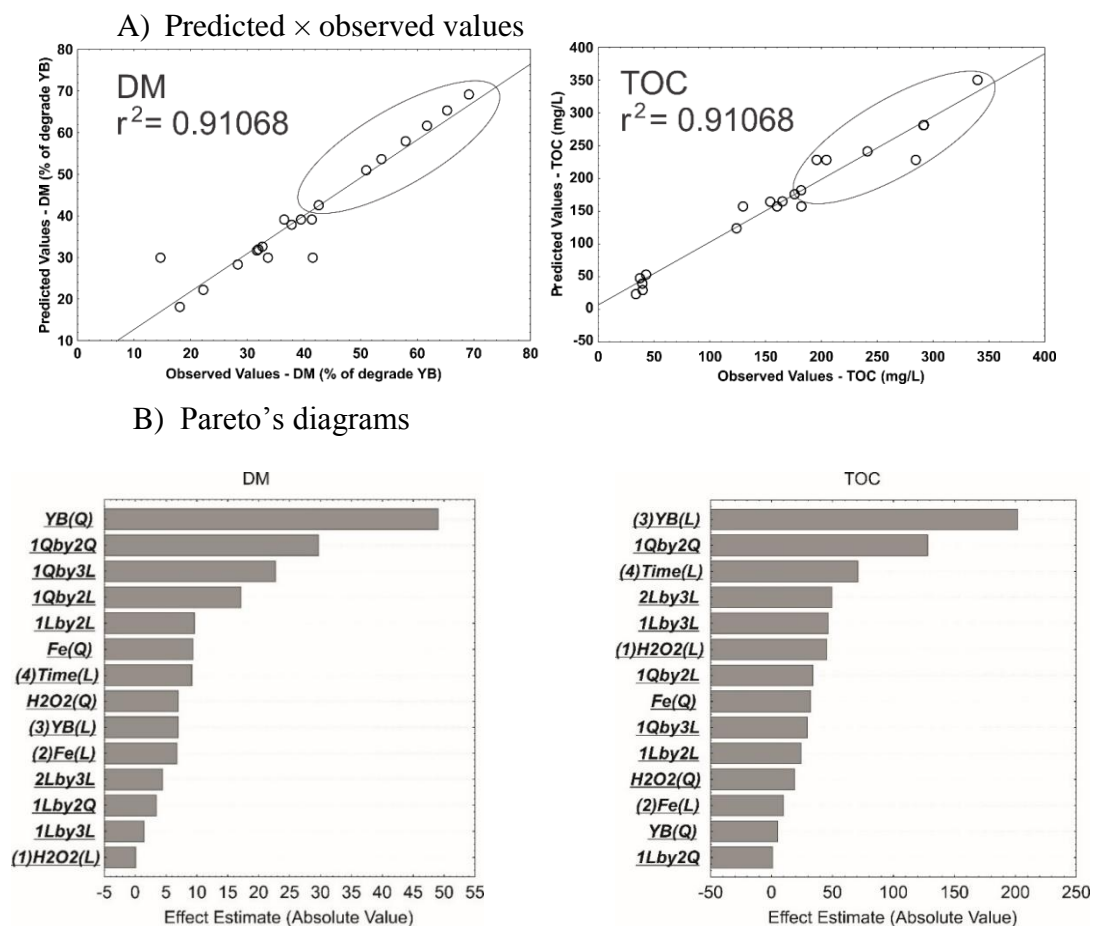 A) Predicted × observed values
DM
r²= 0.91068
Predicted Values - DM (% of degrade YB)
80
70
60
50
40
30
20
10
0 10 20 30 40 50 60 70 80
Observed Values - DM (% of degrade YB)
TOC
r²= 0.91068
Predicted Values - TOC (mg/L)
400
350
300
250
200
150
100
50
0
-50
0 50 100 150 200 250 300 350 400
Observed Values - TOC (mg/L)
B) Pareto’s diagrams
DM
YB(Q)
1Qby2Q
1Qby3L
1Qby2L
1Lby2L
Fe(Q)
(4)Time(L)
H2O2(Q)
(3)YB(L)
(2)Fe(L)
2Lby3L
1Lby2Q
1Lby3L
(1)H2O2(L)
-5 0 5 10 15 20 25 30 35 40 45 50 55
Effect Estimate (Absolute Value)
TOC
(3)YB(L)
1Qby2Q
(4)Time(L)
2Lby3L
1Lby3L
(1)H2O2(L)
1Qby2L
Fe(Q)
1Qby3L
1Lby2L
H2O2(Q)
(2)Fe(L)
YB(Q)
1Lby2Q
-50 0 50 100 150 200 250
Effect Estimate (Absolute Value)